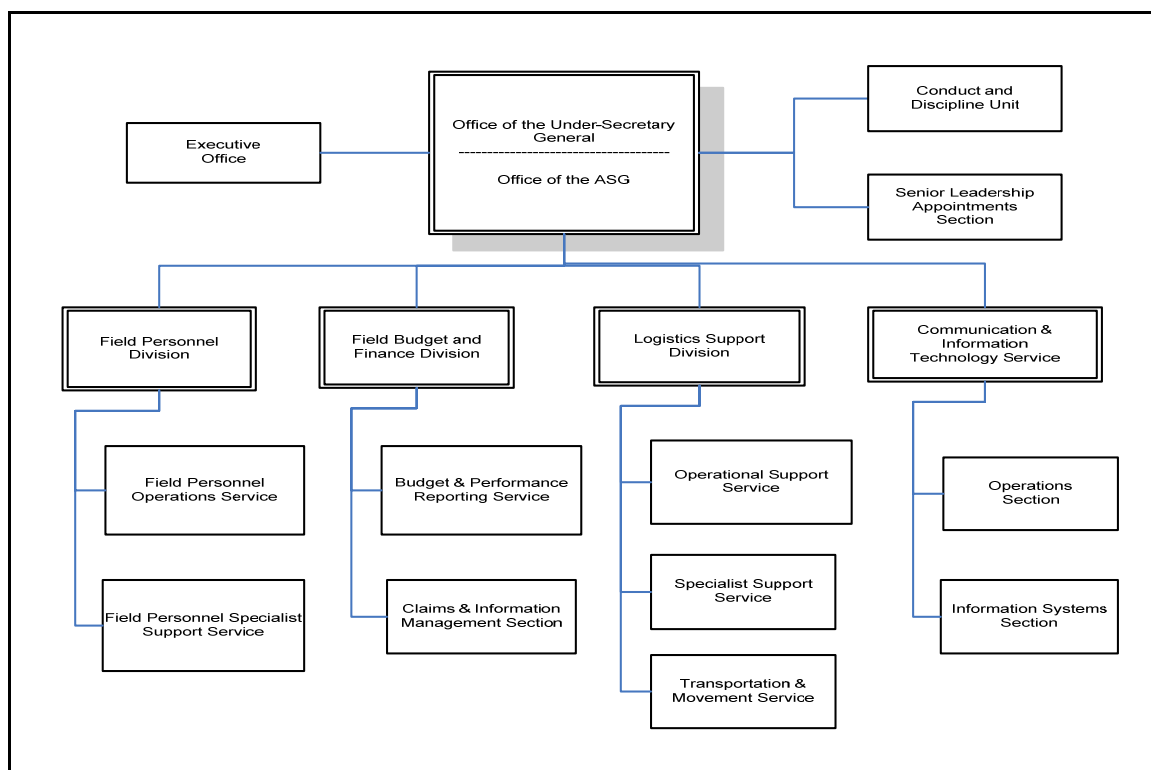 Office of the Under-Secretary
General
------------------------------------
Office of the ASG
Executive
Office
Conduct and
Discipline Unit
Senior Leadership
Appointments
Section
Field Personnel
Division
Field Budget and
Finance Division
Logistics Support
Division
Communication &
Information
Technology Service
Field Personnel
Operations Service
Field Personnel Specialist
Support Service
Budget & Performance
Reporting Service
Claims & Information
Management Section
Operational Support
Service
Specialist Support
Service
Transportation &
Movement Service
Operations
Section
Information Systems
Section